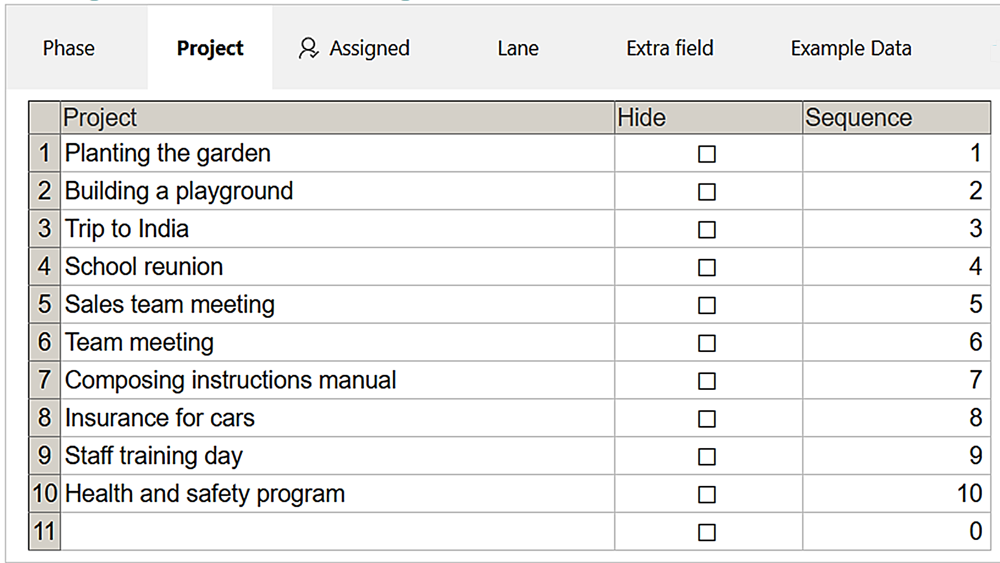 Phase Project Assigned Lane Extra field Example Data
Project Hide Sequence
1 Planting the garden 1
2 Building a playground 2
3 Trip to India 3
4 School reunion 4
5 Sales team meeting 5
6 Team meeting 6
7 Composing instructions manual 7
8 Insurance for cars 8
9 Staff training day 9
10 Health and safety program 10
11 0